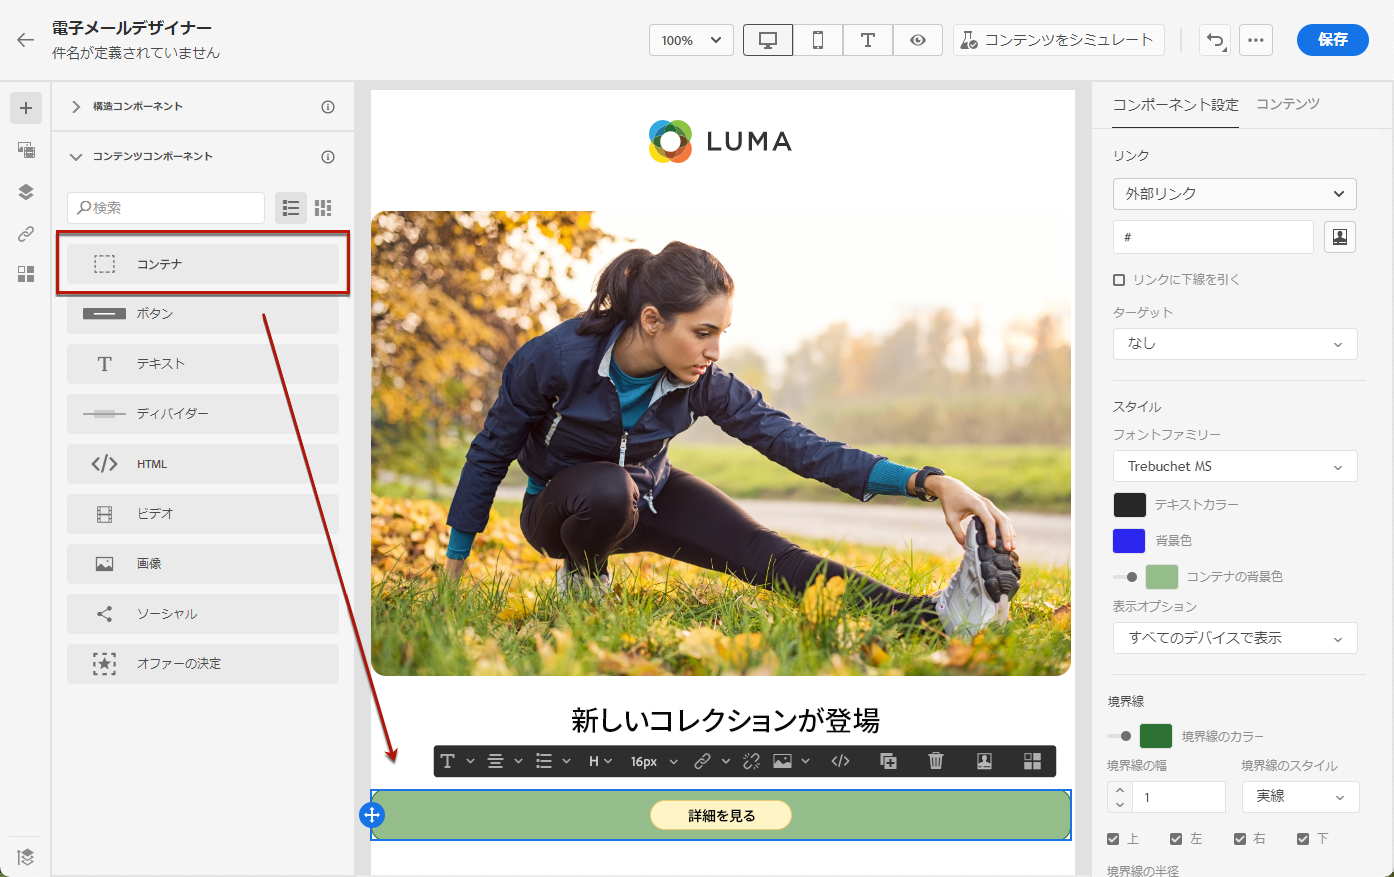 電子メールデザイナー
件名が定義されていません
100%
コンテンツをシミュレート
保存
構造コンポーネント
コンテンツコンポーネント
検索
コンテナ
ボタン
テキスト
ディバイダー
HTML
ビデオ
画像
ソーシャル
オファーの決定
LUMA
新しいコレクションが登場
H
16px
詳細を見る
コンポーネント設定 コンテンツ
リンク
外部リンク
#
リンクに下線を引く
ターゲット
なし
スタイル
フォントファミリー
Trebuchet MS
テキストカラー
背景色
コンテナの背景色
表示オプション
すべてのデバイスで表示
境界線
境界線のカラー
境界線の幅 境界線のスタイル
1 実線
上 左 右 下
境界線の半径